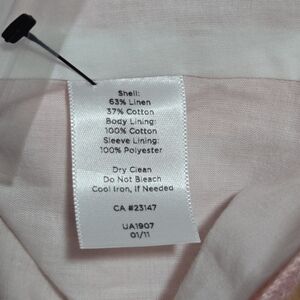 Shell:
63% Linen
37% Cotton
Body Lining:
100% Cotton
Sleeve Lining:
100% Polyester
Dry Clean
Do Not Bleach
Cool Iron, If Needed
CA #23147
UA1907
01/11